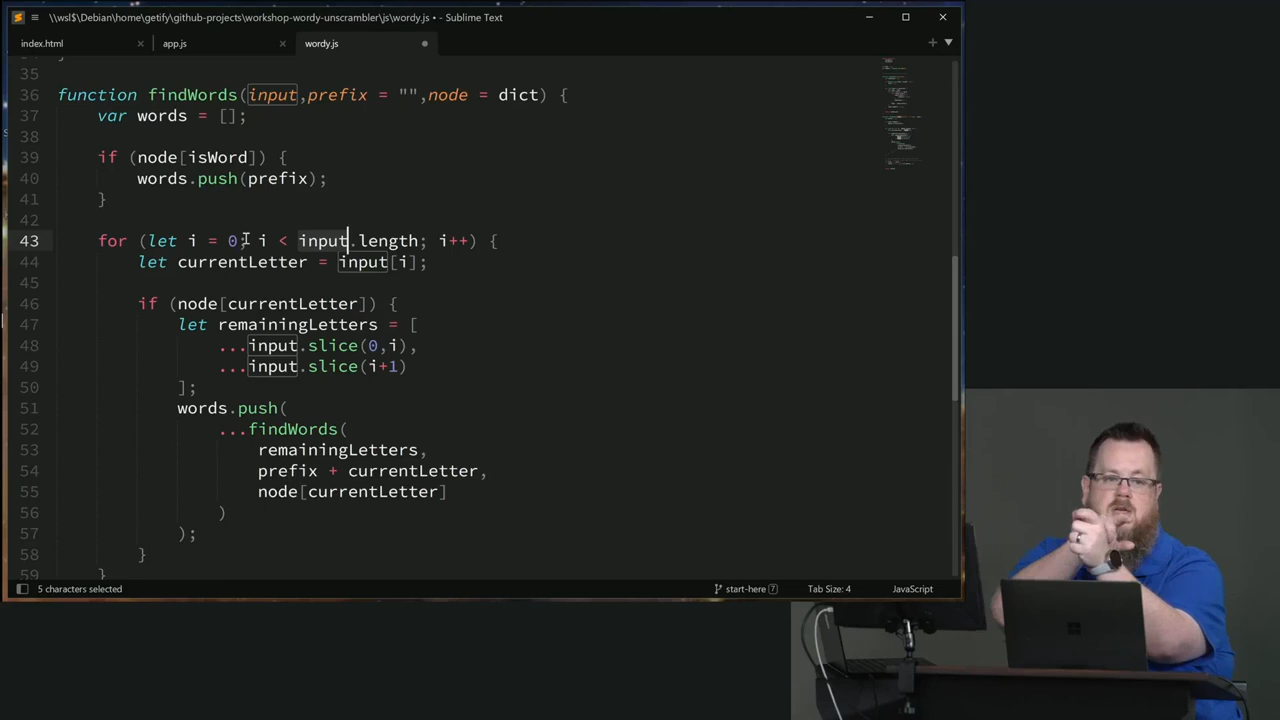 \\wsl$\Debian\home\getify\github-projects\workshop-wordy-unscrambler\js\wordy.js • - Sublime Text
index.html
app.js
wordy.js
35
36 function findWords(input,prefix = "",node = dict) {
37 var words = [];
38
39 if (node[isWord]) {
40 words.push(prefix);
41 }
42
43 for (let i = 0; i < input.length; i++) {
44 let currentLetter = input[i];
45
46 if (node[currentLetter]) {
47 let remainingLetters = [
48 ...input.slice(0,i),
49 ...input.slice(i+1)
50 ];
51 words.push(
52 ...findWords(
53 remainingLetters,
54 prefix + currentLetter,
55 node[currentLetter]
56 )
57 );
58 }
59 }
5 characters selected
start-here 7
Tab Size: 4
JavaScript